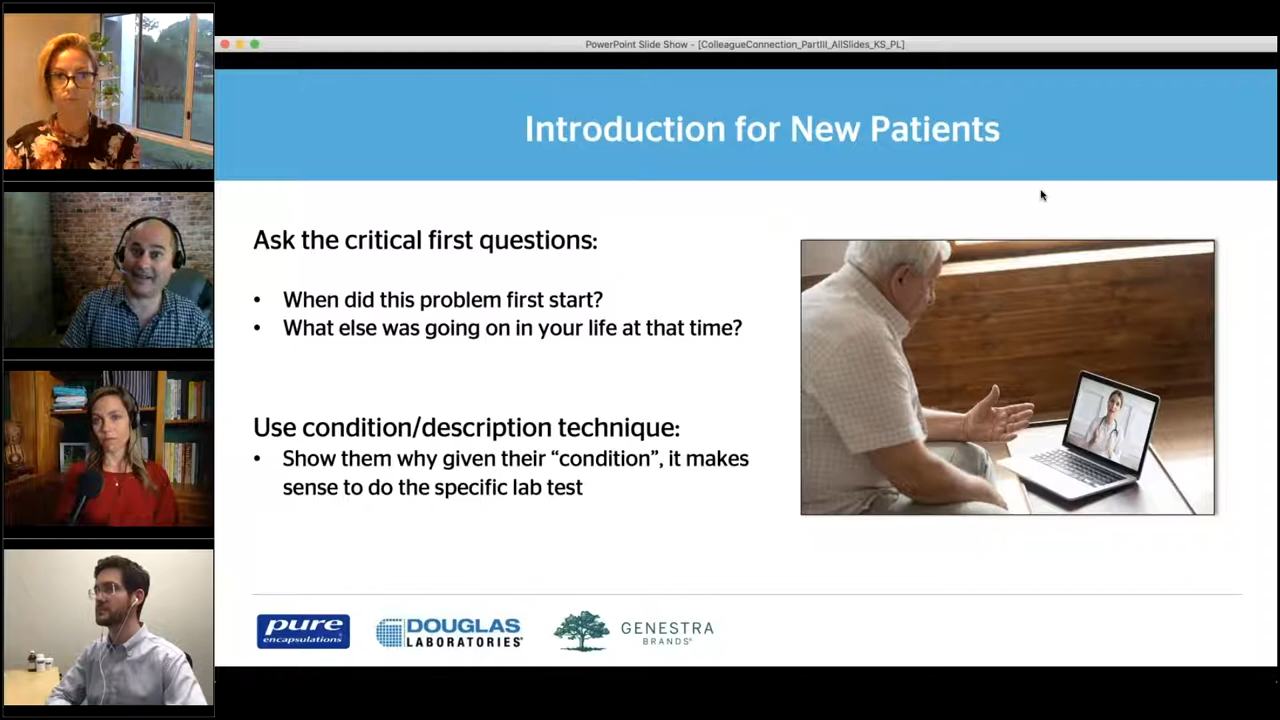 PowerPoint Slide Show - [ColleagueConnection_PartIII_AllSlides_KS_PL]
Introduction for New Patients
Ask the critical first questions:
• When did this problem first start?
• What else was going on in your life at that time?
Use condition/description technique:
• Show them why given their “condition”, it makes
sense to do the specific lab test
pure
encapsulations®
DOUGLAS
LABORATORIES®
GENESTRA
BRANDS®